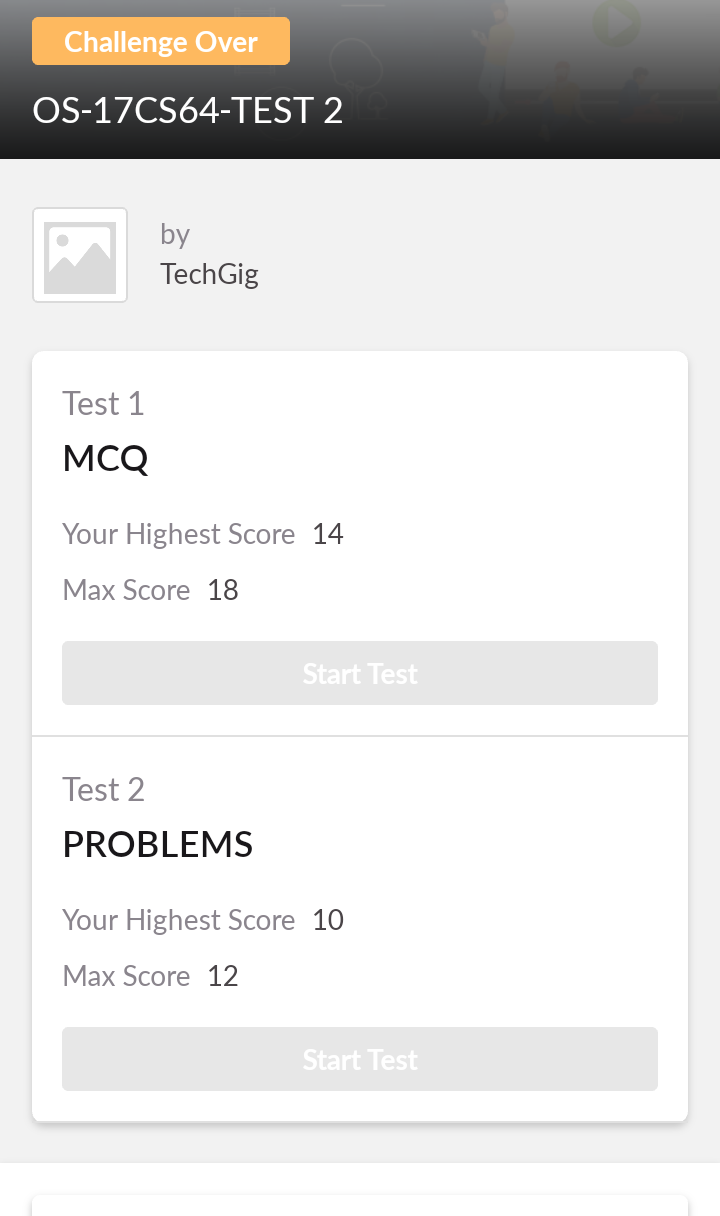 Challenge Over
OS-17CS64-TEST 2
by
TechGig
Test 1
MCQ
Your Highest Score 14
Max Score 18
Start Test
Test 2
PROBLEMS
Your Highest Score 10
Max Score 12
Start Test